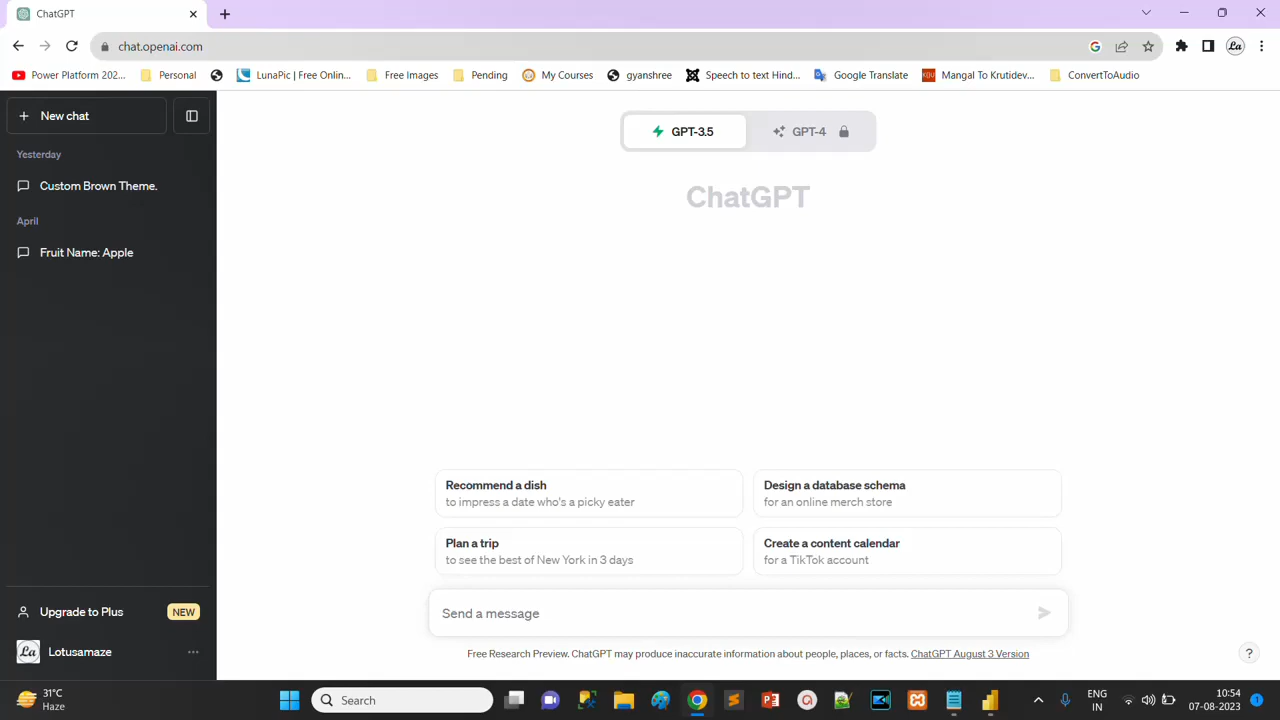 ChatGPT
chat.openai.com
Power Platform 202...
Personal
LunaPic | Free Onlin...
Free Images
Pending
My Courses
gyanshree
Speech to text Hind...
Google Translate
Mangal To Krutidev...
ConvertToAudio
New chat
Yesterday
Custom Brown Theme.
April
Fruit Name: Apple
Upgrade to Plus NEW
La Lotusamaze
GPT-3.5 GPT-4
ChatGPT
Recommend a dish
to impress a date who's a picky eater
Design a database schema
for an online merch store
Plan a trip
to see the best of New York in 3 days
Create a content calendar
for a TikTok account
Send a message
Free Research Preview. ChatGPT may produce inaccurate information about people, places, or facts. ChatGPT August 3 Version
?
31°C
Haze
Search
ENG
IN
10:54
07-08-2023